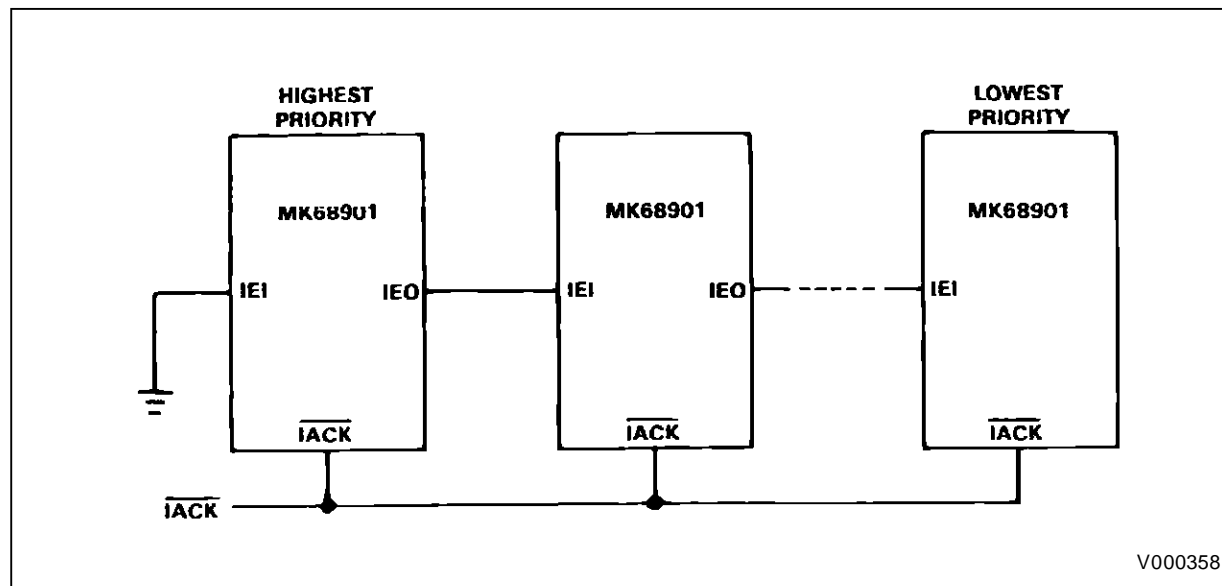 HIGHEST
PRIORITY
LOWEST
PRIORITY
MK68901
MK68901
MK68901
IEI
IEO
IEI
IEO
IEI
IACK
IACK
IACK
IACK
V000358